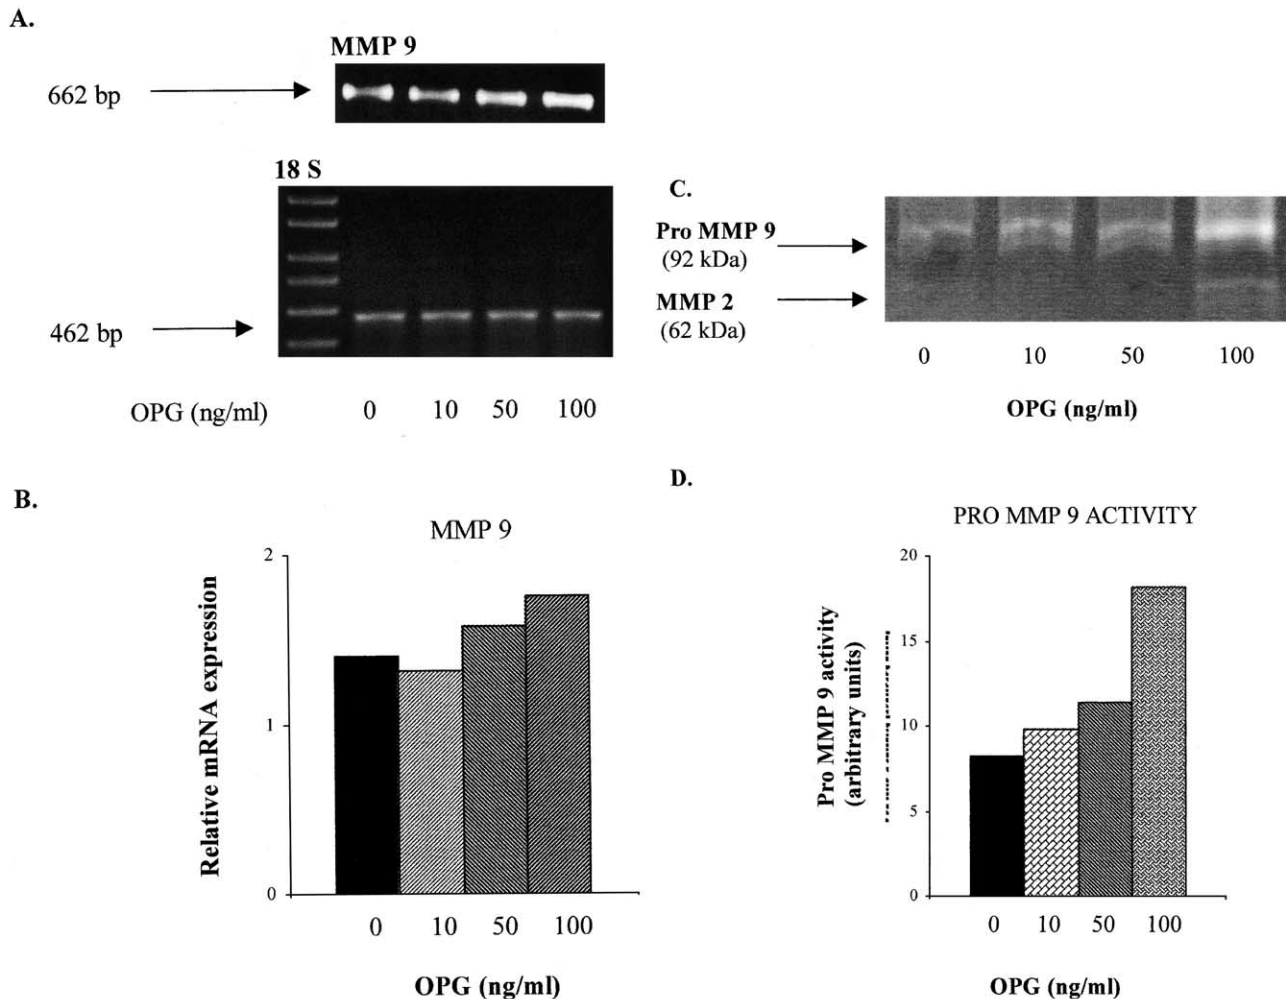 A.
MMP 9
662 bp
18 S
462 bp
OPG (ng/ml) 0 10 50 100
C.
Pro MMP 9
(92 kDa)
MMP 2
(62 kDa)
0 10 50 100
OPG (ng/ml)
B.
MMP 9
Relative mRNA expression
2
1
0
0 10 50 100
OPG (ng/ml)
D.
PRO MMP 9 ACTIVITY
Pro MMP 9 activity
(arbitrary units)
20
15
10
5
0
0 10 50 100
OPG (ng/ml)